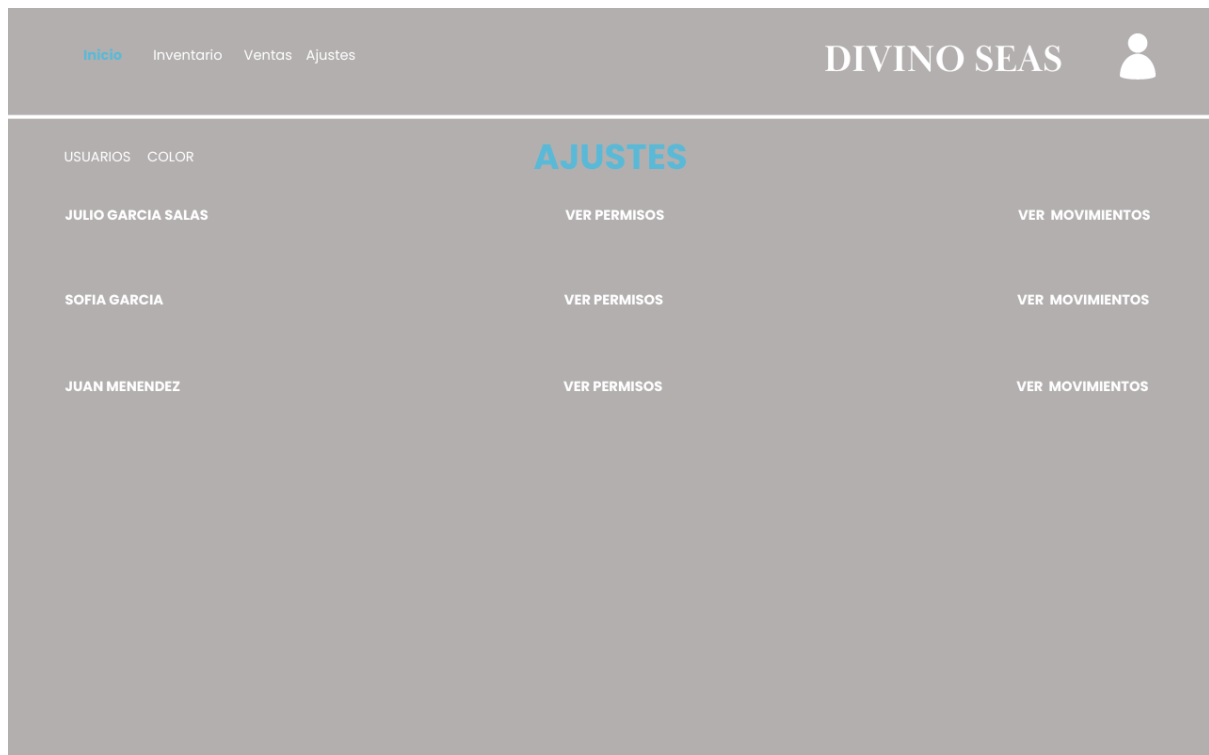 Inicio Inventario Ventas Ajustes DIVINO SEAS
USUARIOS COLOR AJUSTES
JULIO GARCIA SALAS VER PERMISOS VER MOVIMIENTOS
SOFIA GARCIA VER PERMISOS VER MOVIMIENTOS
JUAN MENENDEZ VER PERMISOS VER MOVIMIENTOS